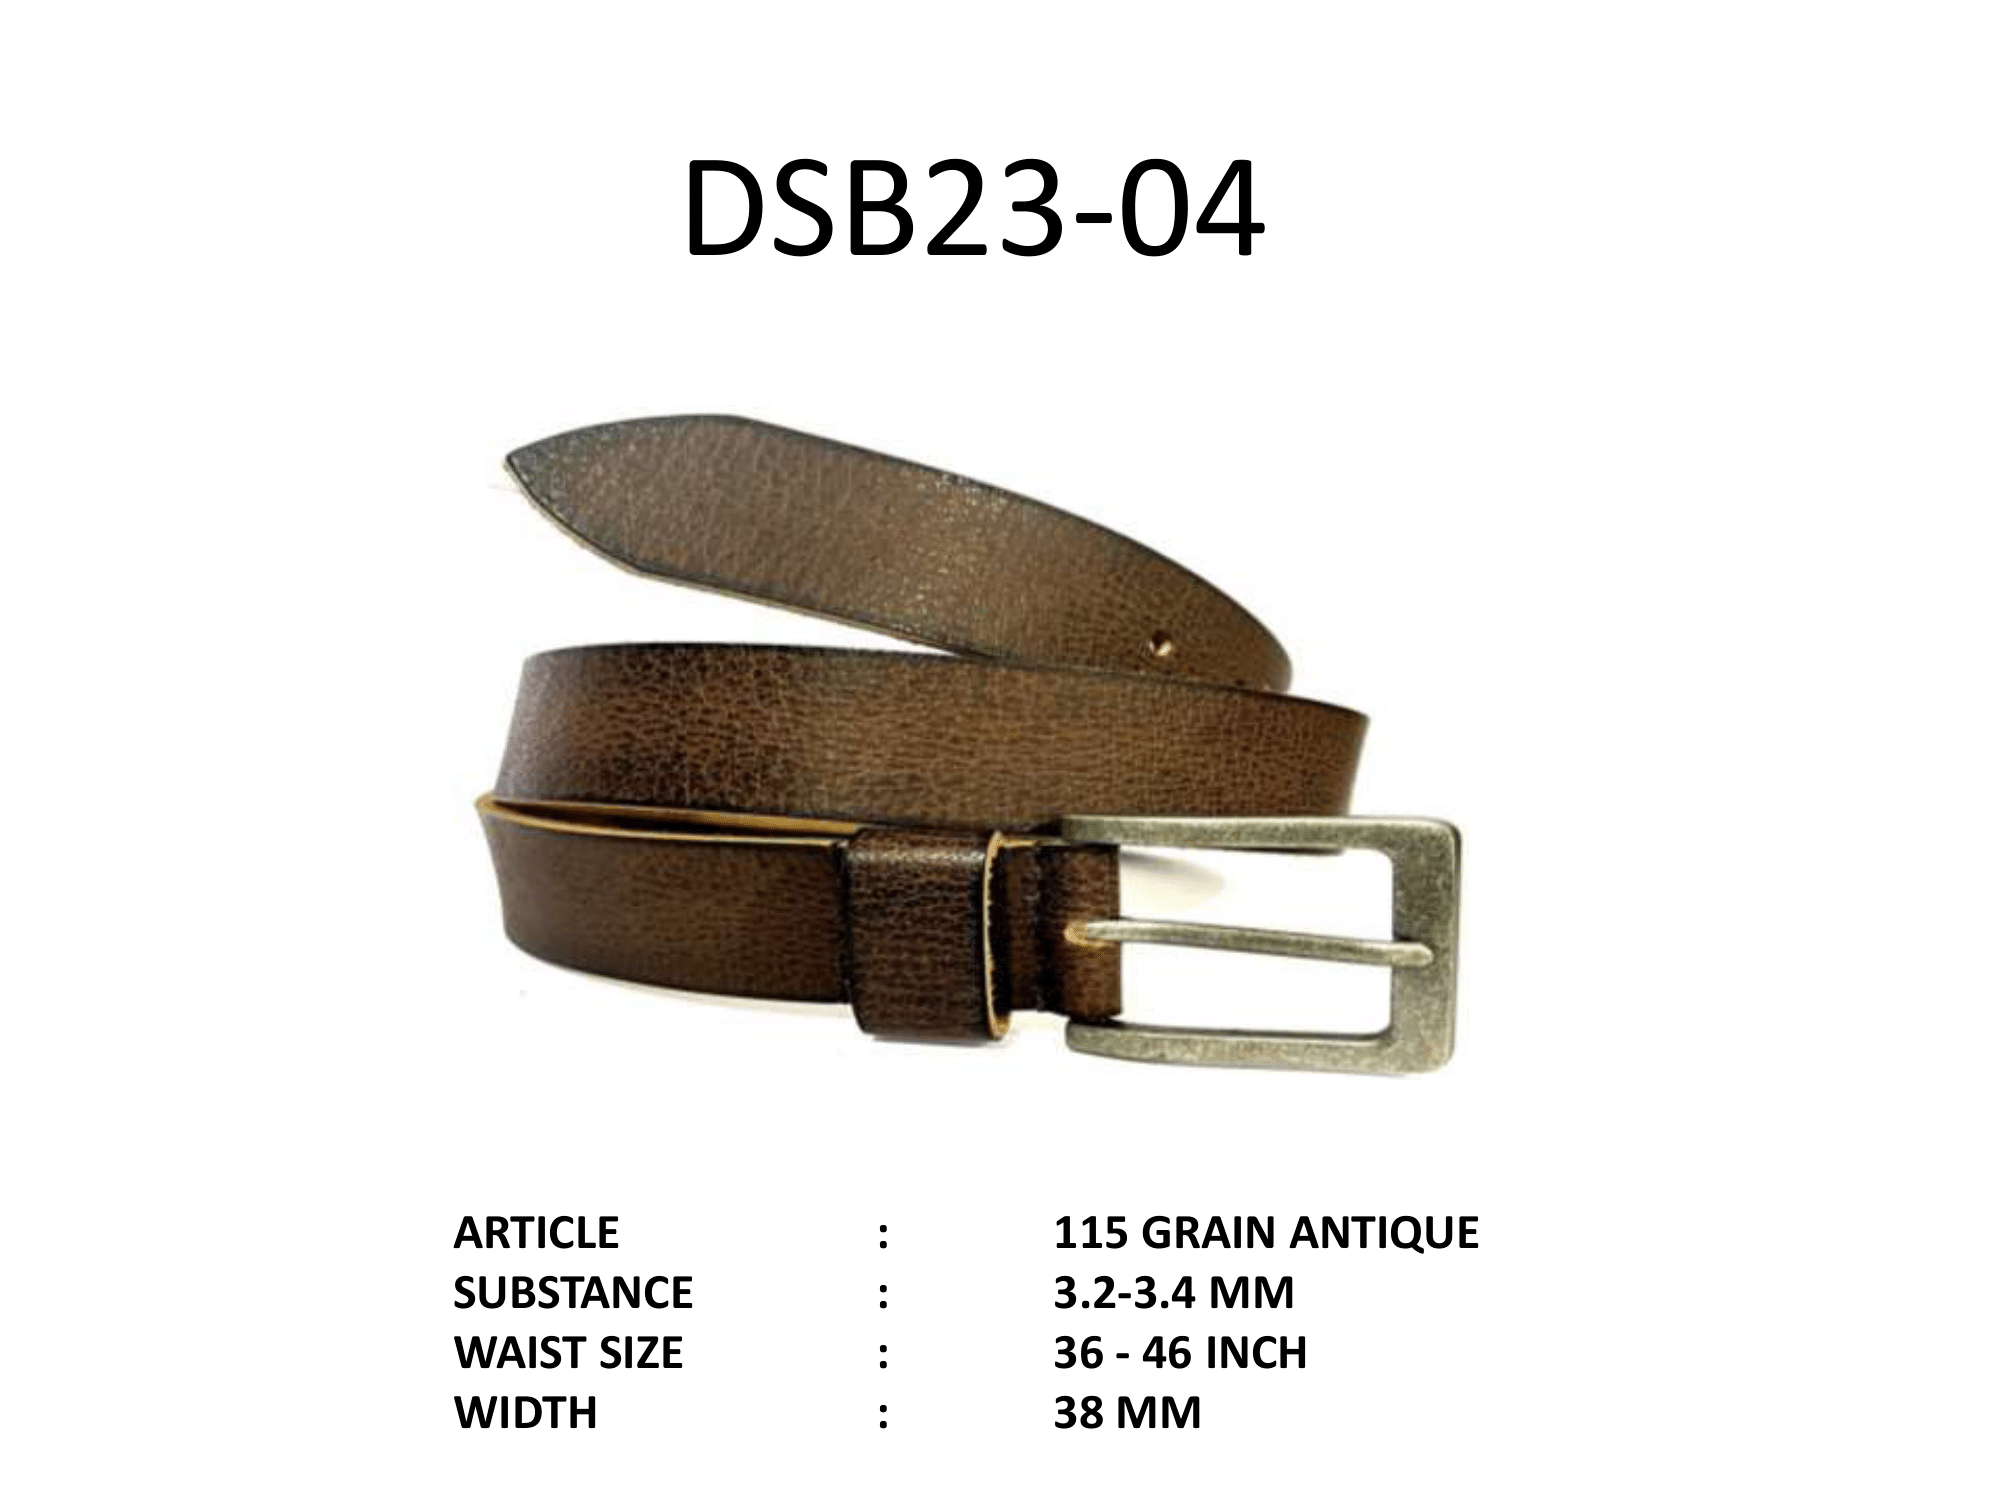 DSB23-04
ARTICLE : 115 GRAIN ANTIQUE
SUBSTANCE : 3.2-3.4 MM
WAIST SIZE : 36 - 46 INCH
WIDTH : 38 MM